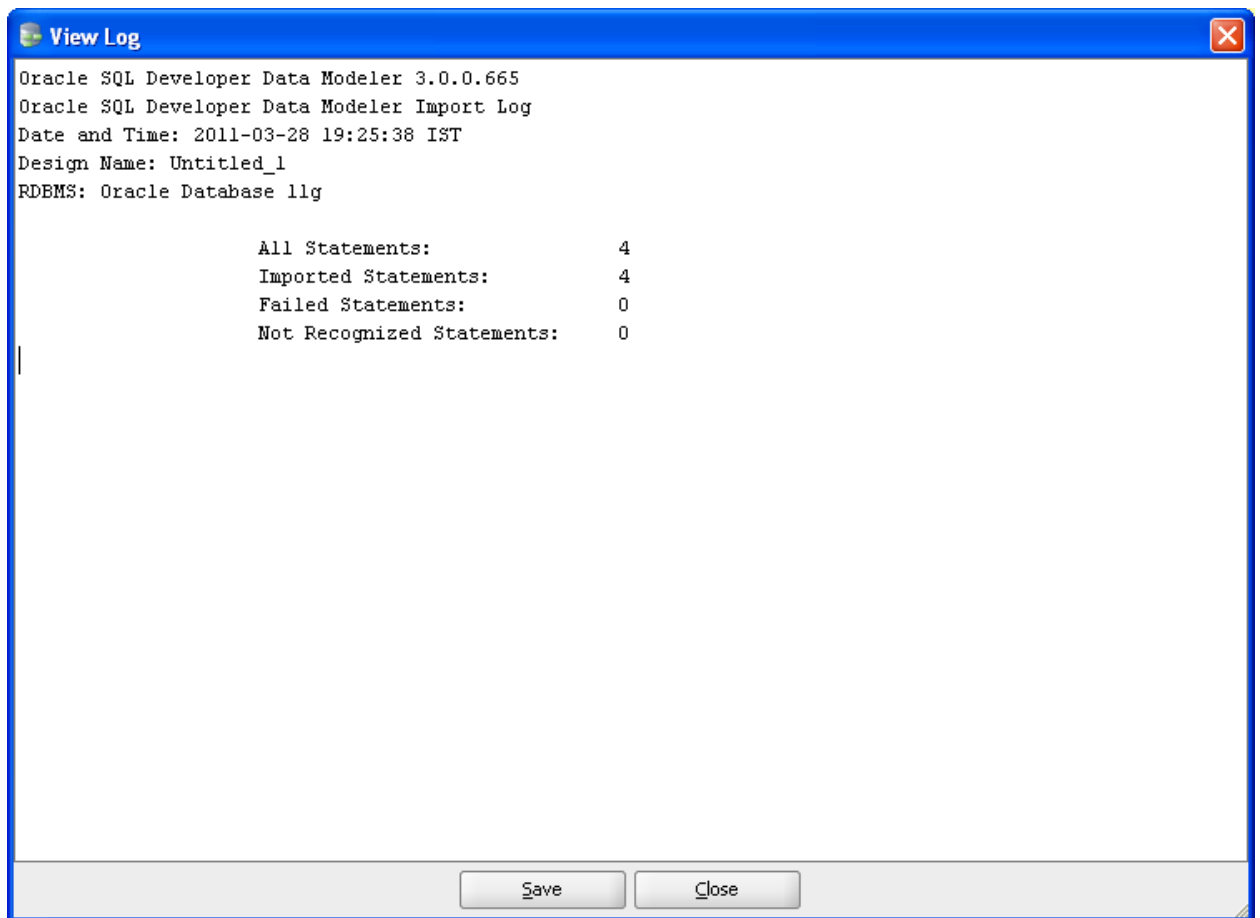 View Log
Oracle SQL Developer Data Modeler 3.0.0.665
Oracle SQL Developer Data Modeler Import Log
Date and Time: 2011-03-28 19:25:38 IST
Design Name: Untitled_1
RDBMS: Oracle Database 11g
All Statements: 4
Imported Statements: 4
Failed Statements: 0
Not Recognized Statements: 0
Save Close